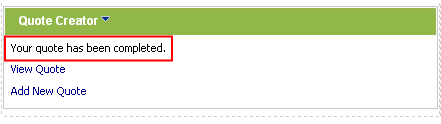 Quote Creator
Your quote has been completed.
View Quote
Add New Quote